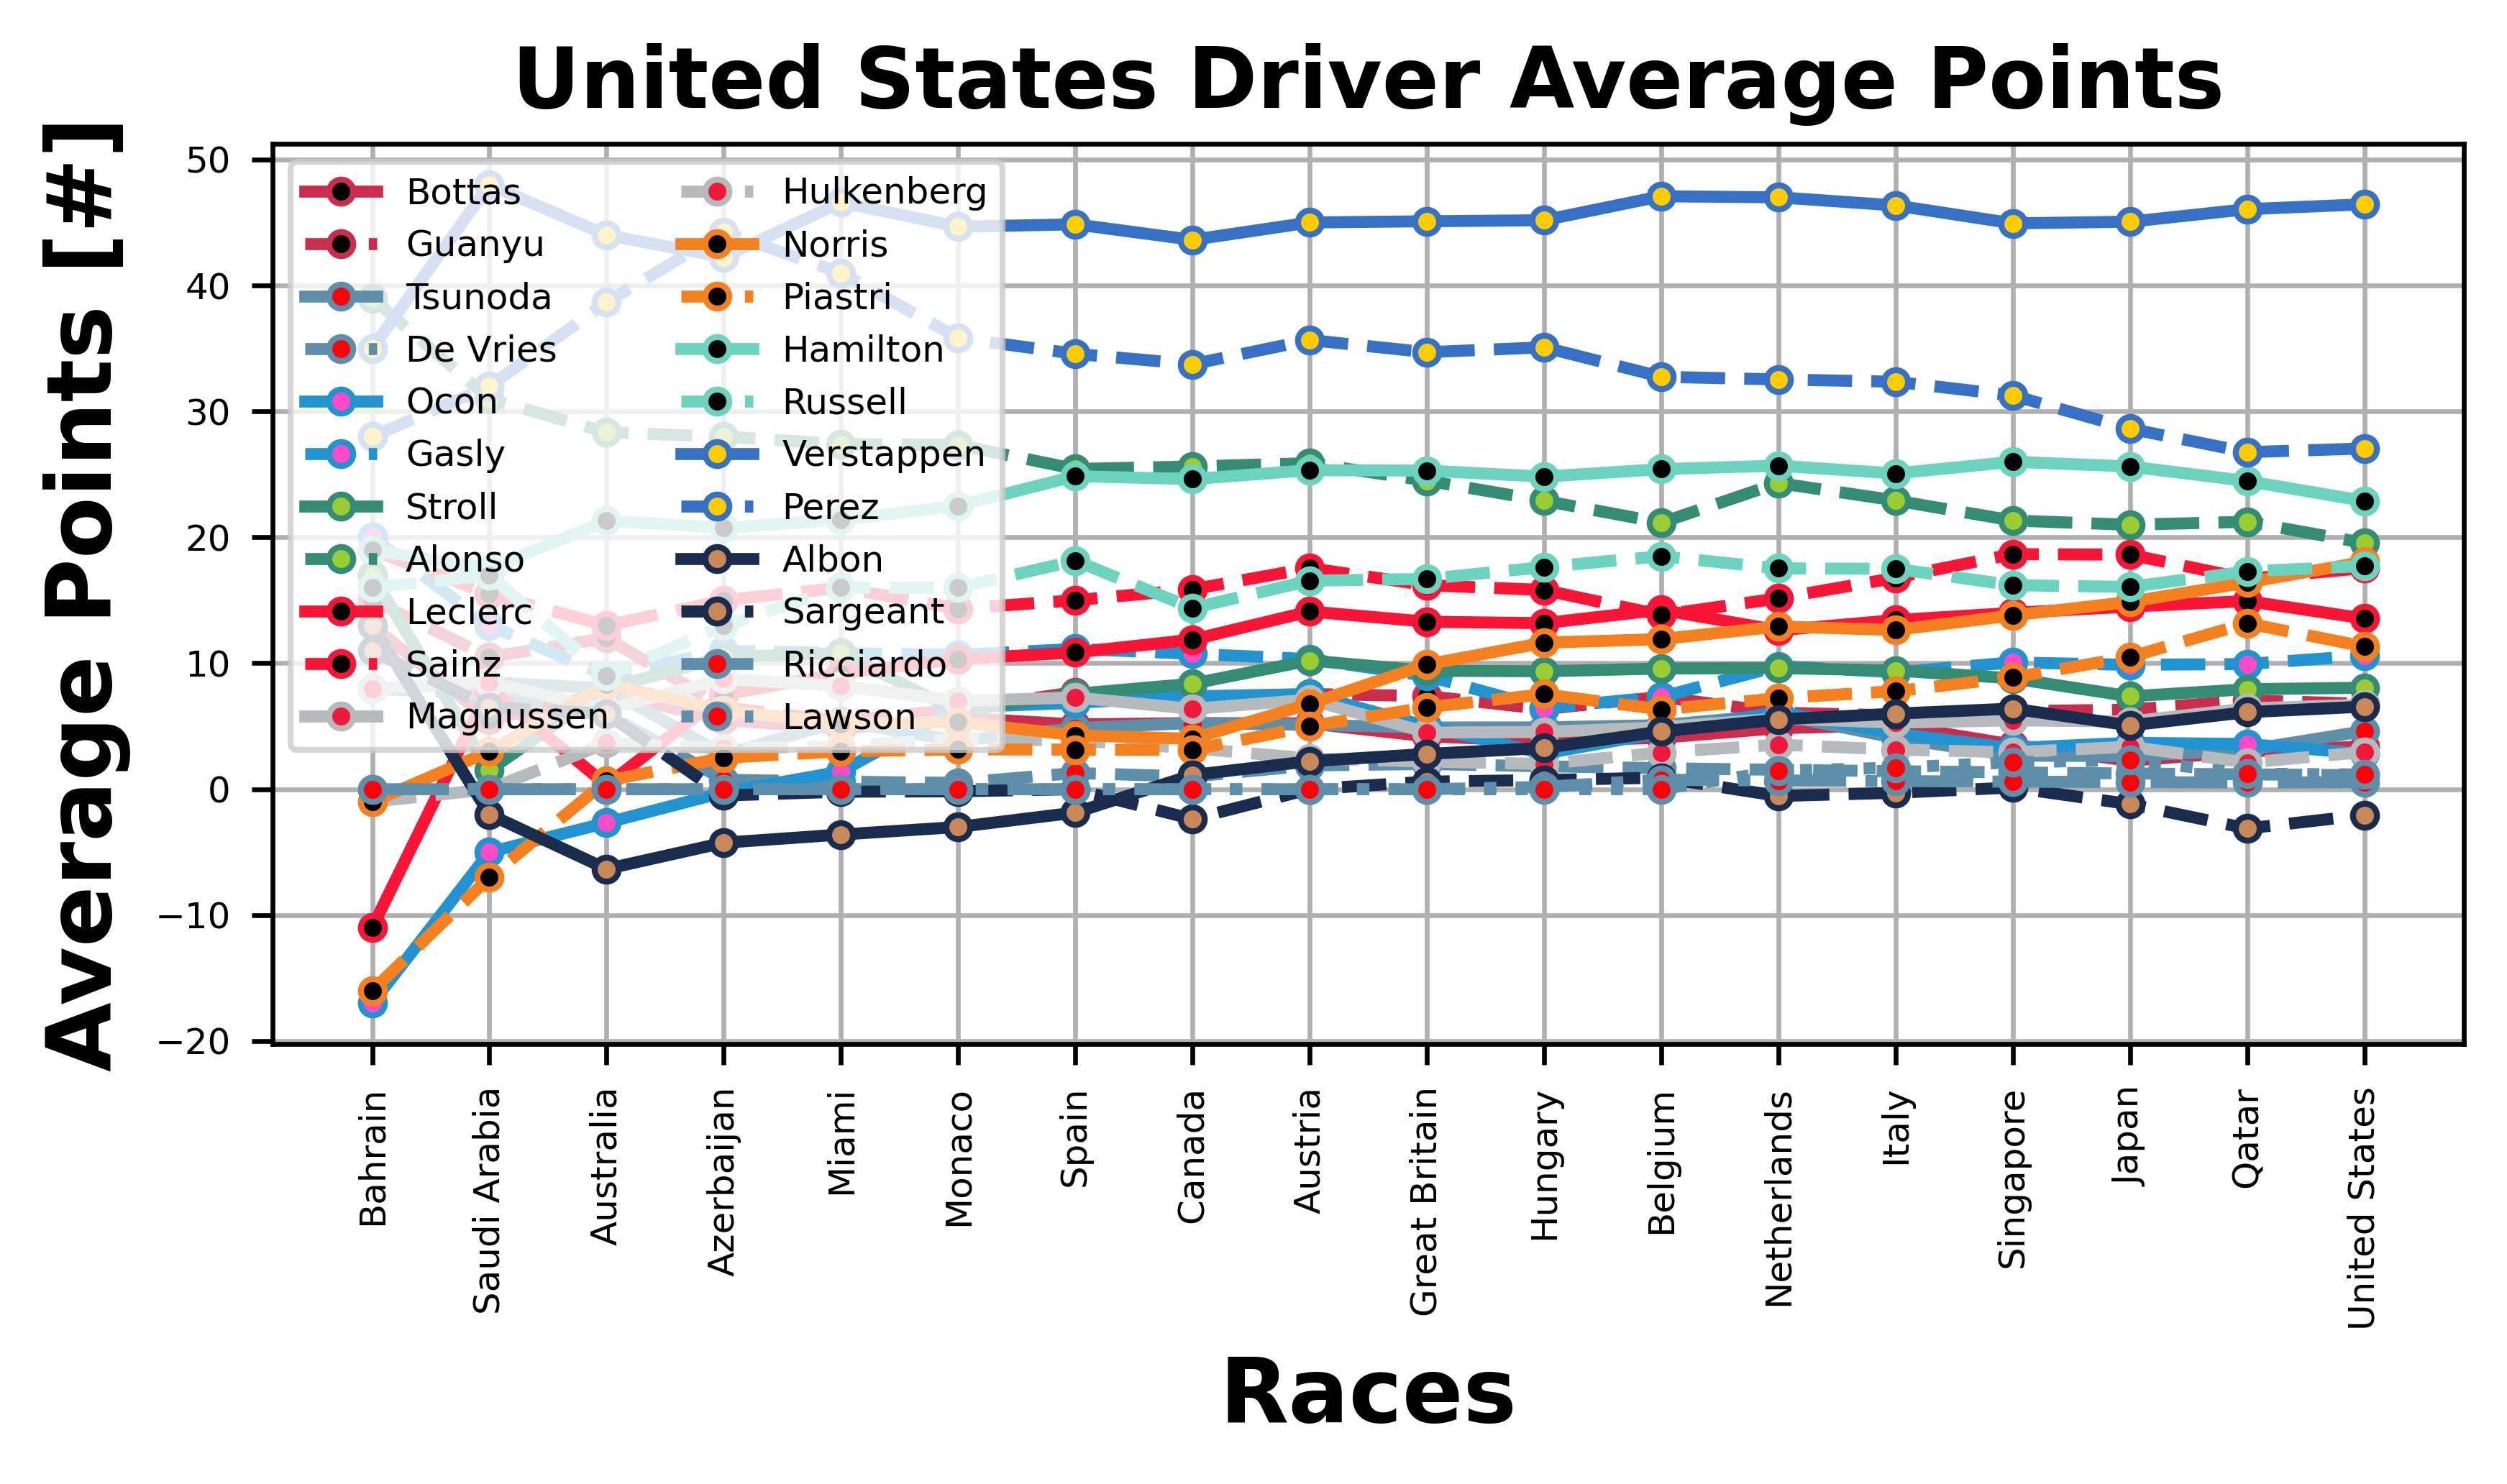 United States Driver Average Points
Average Points [#]
50
40
30
20
10
0
−10
−20
Bottas
Guanyu
Tsunoda
De Vries
Ocon
Gasly
Stroll
Alonso
Leclerc
Sainz
Magnussen
Hulkenberg
Norris
Piastri
Hamilton
Russell
Verstappen
Perez
Albon
Sargeant
Ricciardo
Lawson
Bahrain
Saudi Arabia
Australia
Azerbaijan
Miami
Monaco
Spain
Canada
Austria
Great Britain
Hungary
Belgium
Netherlands
Italy
Singapore
Japan
Qatar
United States
Races